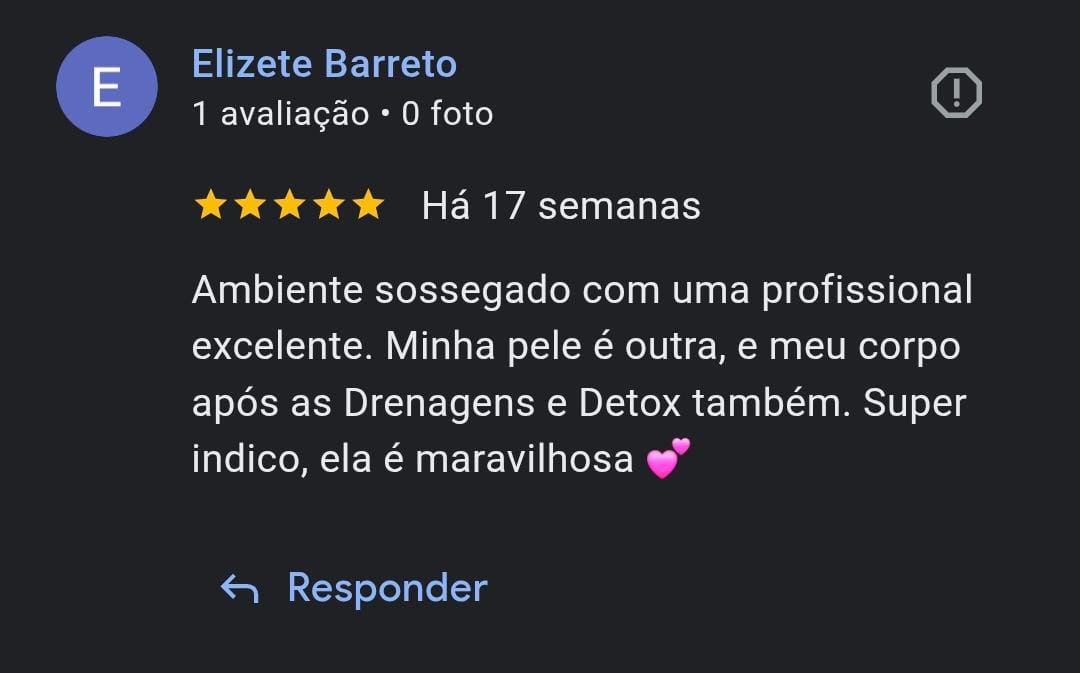 E
Elizete Barreto
1 avaliação • 0 foto
Há 17 semanas
Ambiente sossegado com uma profissional
excelente. Minha pele é outra, e meu corpo
após as Drenagens e Detox também. Super
indico, ela é maravilhosa 💕
Responder